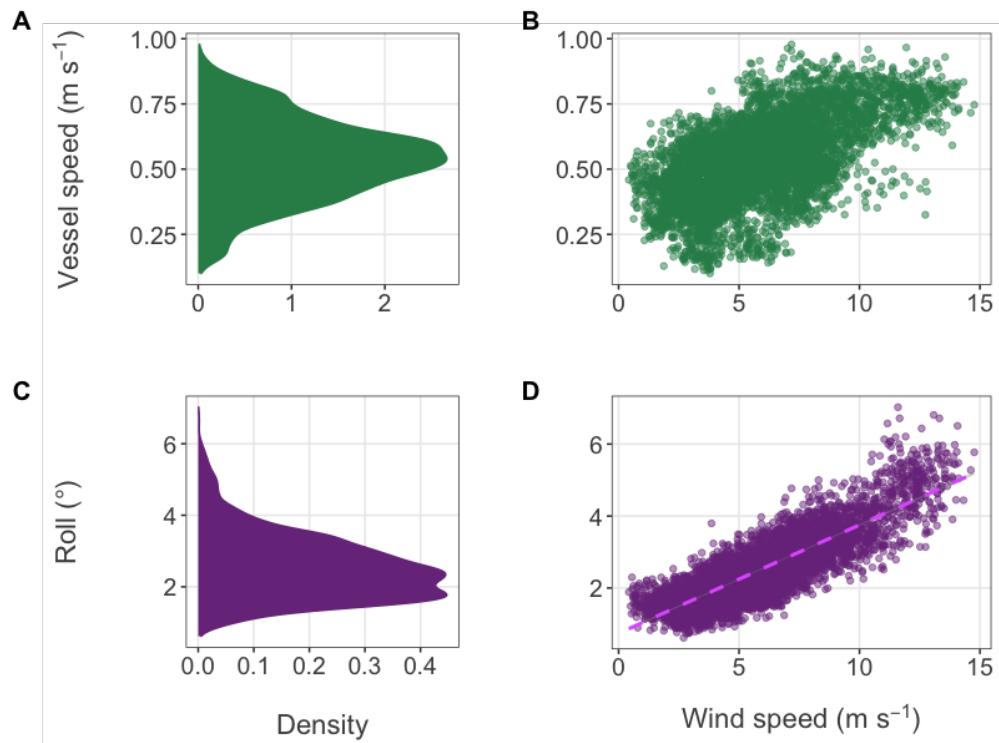 A
B
Vessel speed (m s⁻¹)
1.00
0.75
0.50
0.25
0 1 2
1.00
0.75
0.50
0.25
0 5 10 15
C
D
Roll (°)
6
4
2
0.0 0.1 0.2 0.3 0.4
Density
6
4
2
0 5 10 15
Wind speed (m s⁻¹)